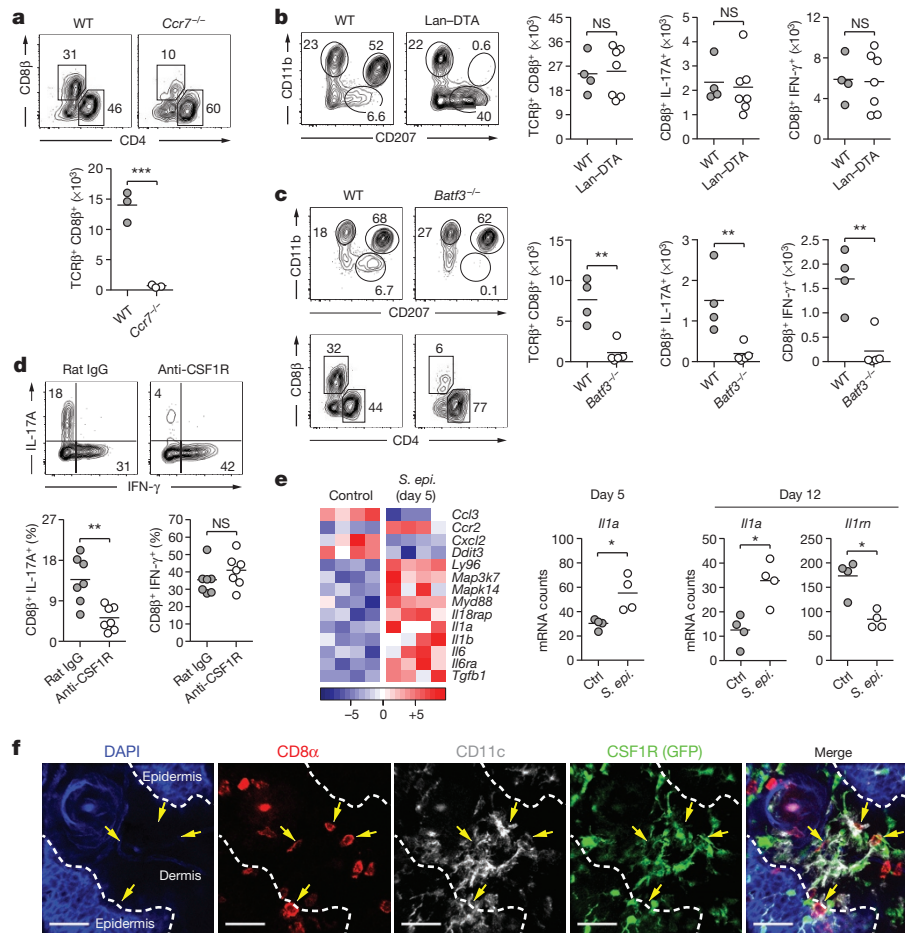 a
WT
Ccr7–/–
CD8β
31
10
46
60
CD4
TCRβ+ CD8β+ (×10³)
20
15
10
5
0
***
WT
Ccr7–/–
b
WT
Lan–DTA
CD11b
23
52
22
0.6
6.6
40
CD207
TCRβ+ CD8β+ (×10³)
48
36
24
12
0
NS
WT
Lan–DTA
CD8β+ IL-17A+ (×10³)
5
4
3
2
1
0
NS
WT
Lan–DTA
CD8β+ IFN-γ+ (×10³)
12
8
4
0
NS
WT
Lan–DTA
c
WT
Batf3–/–
CD11b
18
68
27
62
6.7
0.1
CD207
CD8β
32
6
44
77
CD4
TCRβ+ CD8β+ (×10³)
15
10
5
0
**
WT
Batf3–/–
CD8β+ IL-17A+ (×10³)
3
2
1
0
**
WT
Batf3–/–
CD8β+ IFN-γ+ (×10³)
2.5
2.0
1.5
1.0
0.5
0
**
WT
Batf3–/–
d
Rat IgG
Anti-CSF1R
IL-17A
18
4
31
42
IFN-γ
CD8β+ IL-17A+ (%)
27
18
9
0
**
Rat IgG
Anti-CSF1R
CD8β+ IFN-γ+ (%)
70
60
50
40
30
20
10
0
NS
Rat IgG
Anti-CSF1R
e
Control
S. epi.
(day 5)
Ccl3
Ccr2
Cxcl2
Ddit3
Ly96
Map3k7
Mapk14
Myd88
Il18rap
Il1a
Il1b
Il6
Il6ra
Tgfb1
–5
0
+5
Day 5
Il1a
mRNA counts
100
80
60
40
20
0
*
Ctrl
S. epi.
Day 12
Il1a
mRNA counts
50
40
30
20
10
0
*
Ctrl
S. epi.
Il1rn
250
200
150
100
50
0
*
Ctrl
S. epi.
f
DAPI
CD8α
CD11c
CSF1R (GFP)
Merge
Epidermis
Dermis
Epidermis